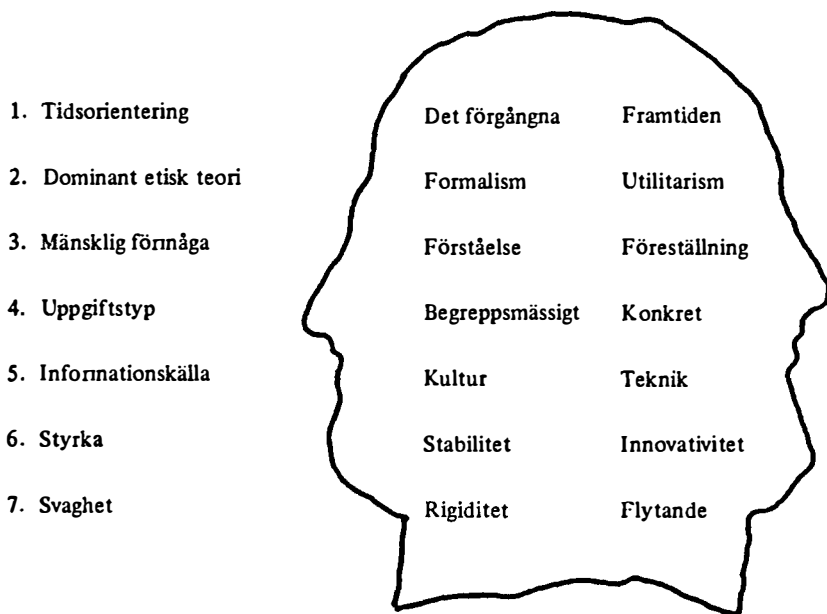 1. Tidsorientering Det förgångna Framtiden
2. Dominant etisk teori Formalism Utilitarism
3. Mänsklig förmåga Förståelse Föreställning
4. Uppgiftstyp Begreppsmässigt Konkret
5. Informationskälla Kultur Teknik
6. Styrka Stabilitet Innovativitet
7. Svaghet Rigiditet Flytande